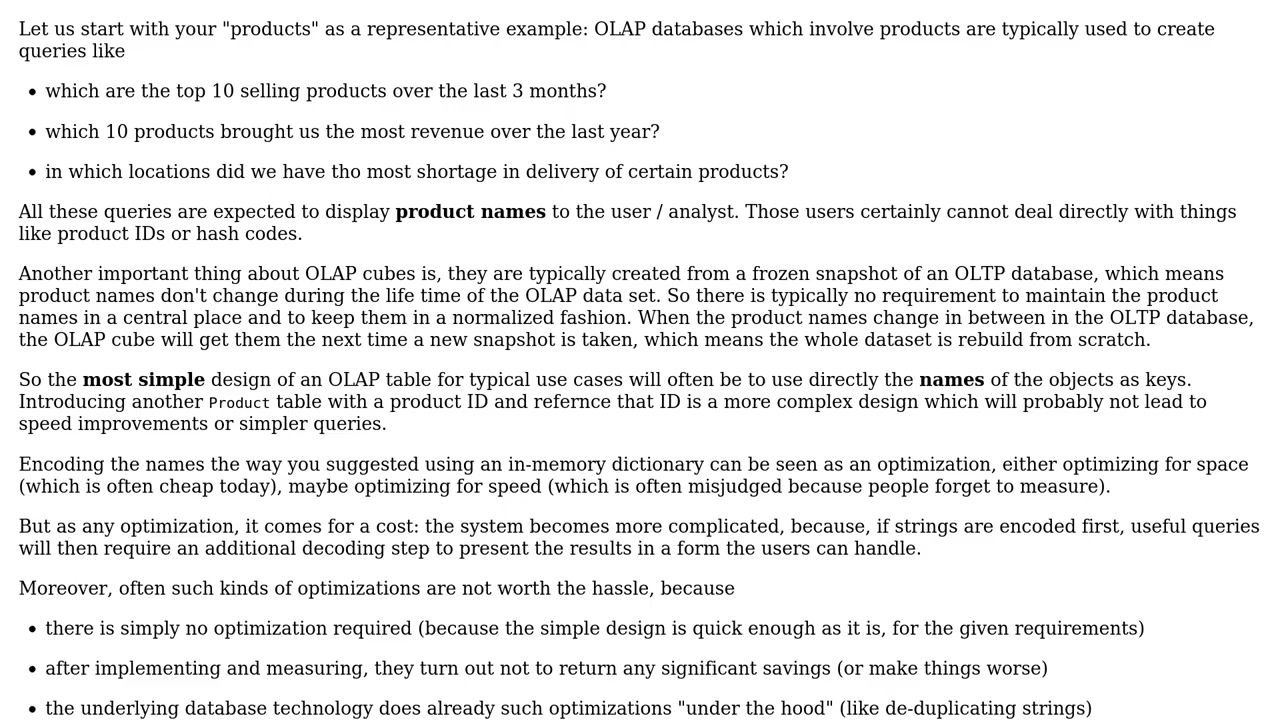 Let us start with your "products" as a representative example: OLAP databases which involve products are typically used to create
queries like
• which are the top 10 selling products over the last 3 months?
• which 10 products brought us the most revenue over the last year?
• in which locations did we have tho most shortage in delivery of certain products?
All these queries are expected to display product names to the user / analyst. Those users certainly cannot deal directly with things
like product IDs or hash codes.
Another important thing about OLAP cubes is, they are typically created from a frozen snapshot of an OLTP database, which means
product names don't change during the life time of the OLAP data set. So there is typically no requirement to maintain the product
names in a central place and to keep them in a normalized fashion. When the product names change in between in the OLTP database,
the OLAP cube will get them the next time a new snapshot is taken, which means the whole dataset is rebuild from scratch.
So the most simple design of an OLAP table for typical use cases will often be to use directly the names of the objects as keys.
Introducing another Product table with a product ID and refernce that ID is a more complex design which will probably not lead to
speed improvements or simpler queries.
Encoding the names the way you suggested using an in-memory dictionary can be seen as an optimization, either optimizing for space
(which is often cheap today), maybe optimizing for speed (which is often misjudged because people forget to measure).
But as any optimization, it comes for a cost: the system becomes more complicated, because, if strings are encoded first, useful queries
will then require an additional decoding step to present the results in a form the users can handle.
Moreover, often such kinds of optimizations are not worth the hassle, because
• there is simply no optimization required (because the simple design is quick enough as it is, for the given requirements)
• after implementing and measuring, they turn out not to return any significant savings (or make things worse)
• the underlying database technology does already such optimizations "under the hood" (like de-duplicating strings)